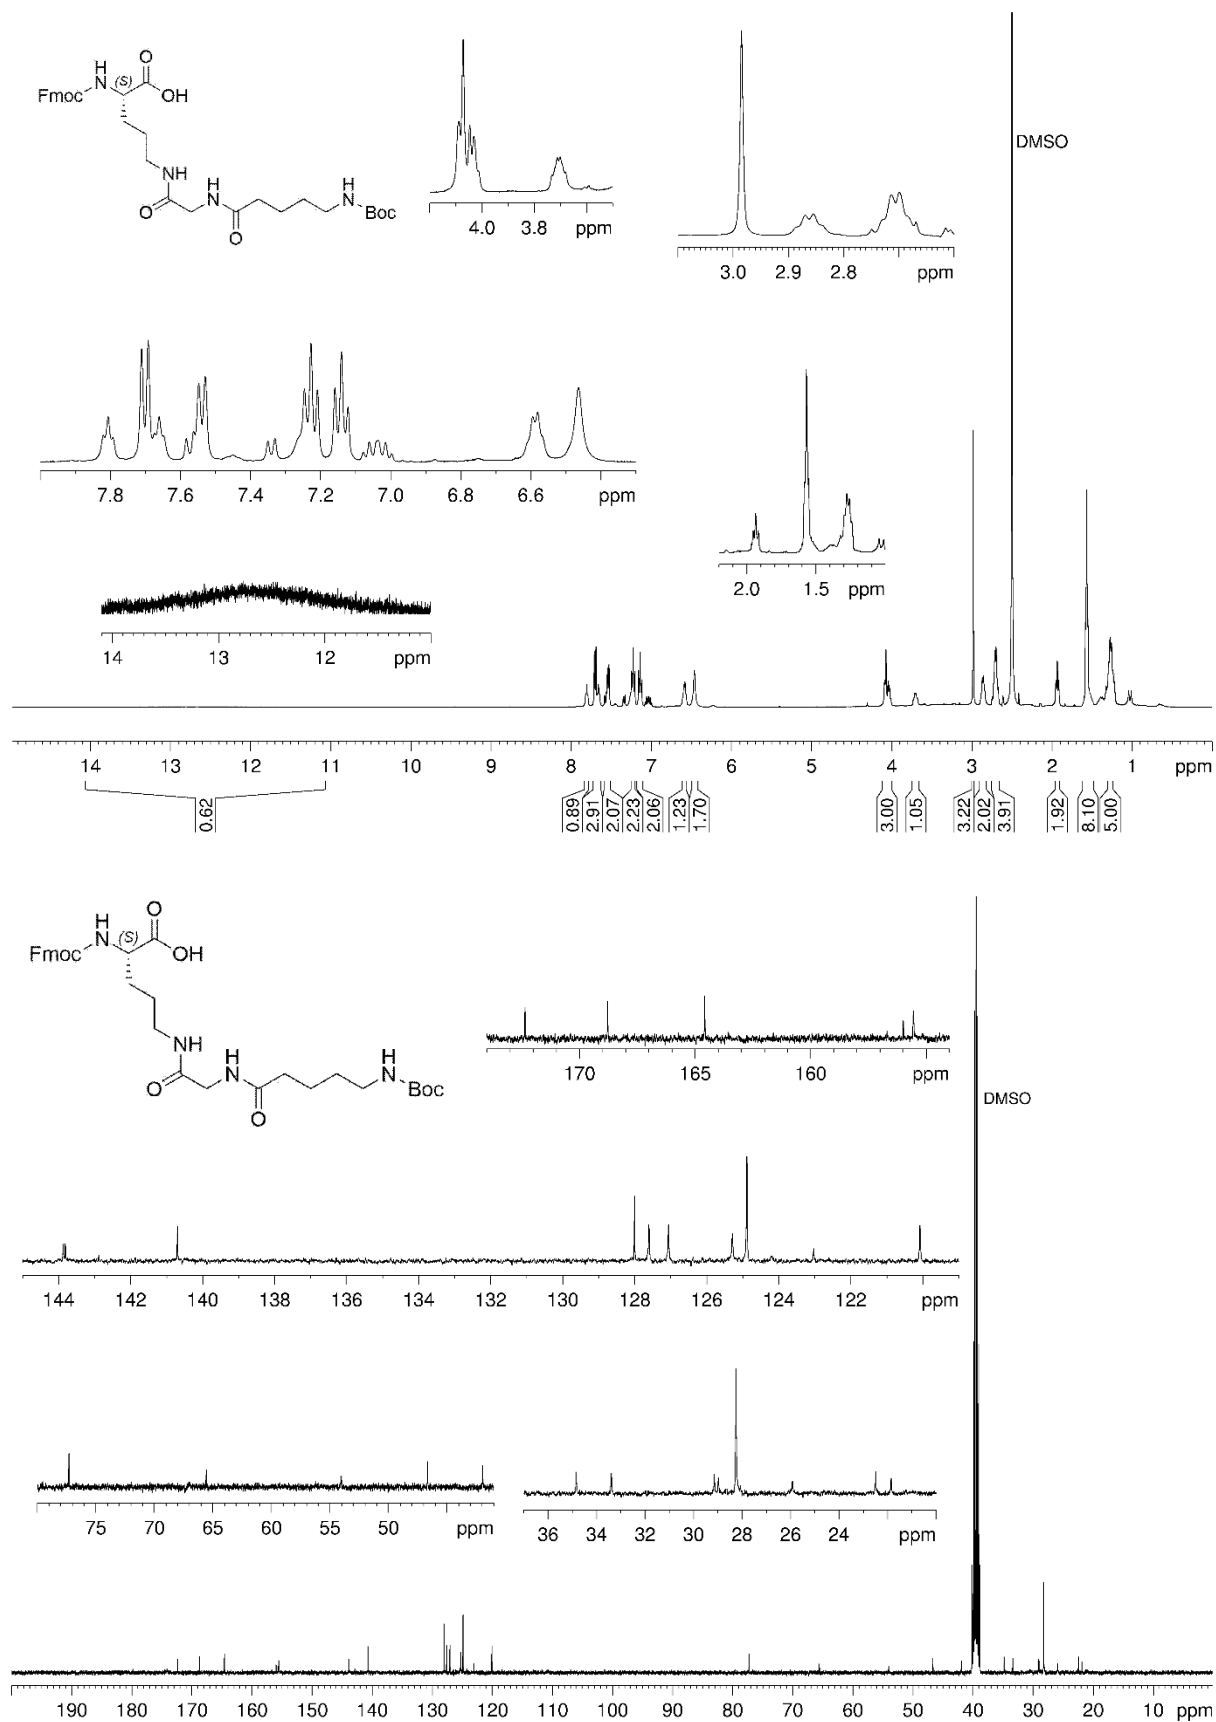 H
N
(S)
O
OH
Fmoc
NH
H
N
O
O
H
N
Boc
4.0 3.8 ppm
3.0 2.9 2.8 ppm
DMSO
7.8 7.6 7.4 7.2 7.0 6.8 6.6 ppm
2.0 1.5 ppm
14 13 12 ppm
14 13 12 11 10 9 8 7 6 5 4 3 2 1 ppm
0.62 0.89 2.91 2.07 2.23 2.06 1.23 1.70 3.00 1.05 3.22 2.02 3.91 1.92 8.10 5.00
H
N
(S)
O
OH
Fmoc
NH
H
N
O
O
H
N
Boc
170 165 160 ppm
DMSO
144 142 140 138 136 134 132 130 128 126 124 122 ppm
75 70 65 60 55 50 ppm
36 34 32 30 28 26 24 ppm
190 180 170 160 150 140 130 120 110 100 90 80 70 60 50 40 30 20 10 ppm